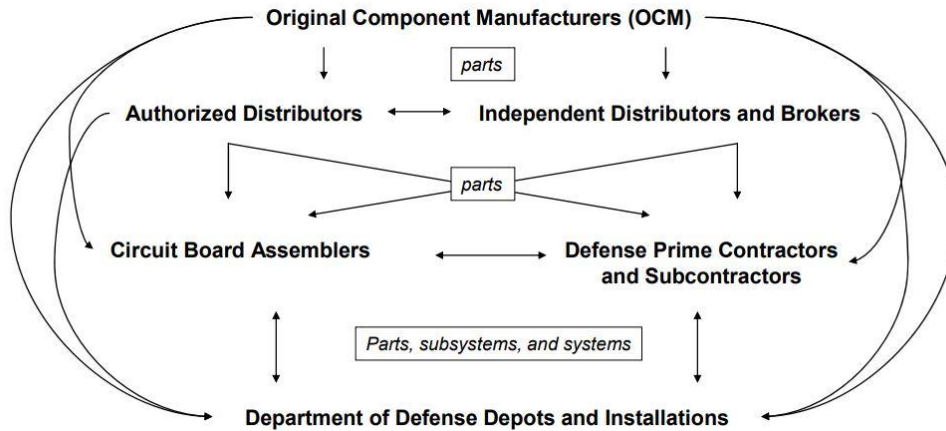 Original Component Manufacturers (OCM)
parts
Authorized Distributors
Independent Distributors and Brokers
parts
Circuit Board Assemblers
Defense Prime Contractors
and Subcontractors
Parts, subsystems, and systems
Department of Defense Depots and Installations